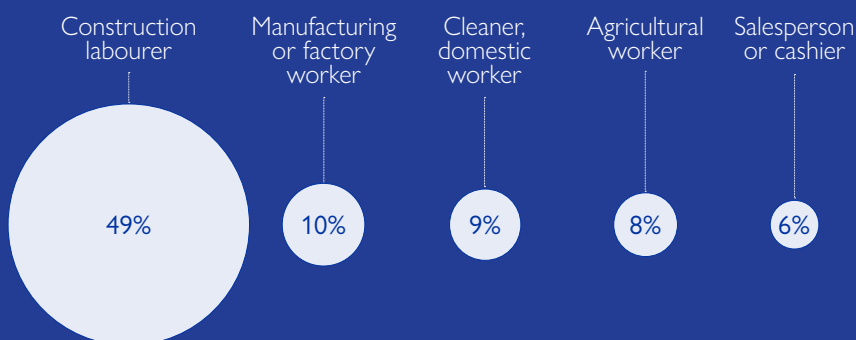 Construction
labourer
Manufacturing
or factory
worker
Cleaner,
domestic
worker
Agricultural
worker
Salesperson
or cashier
49%
10%
9%
8%
6%